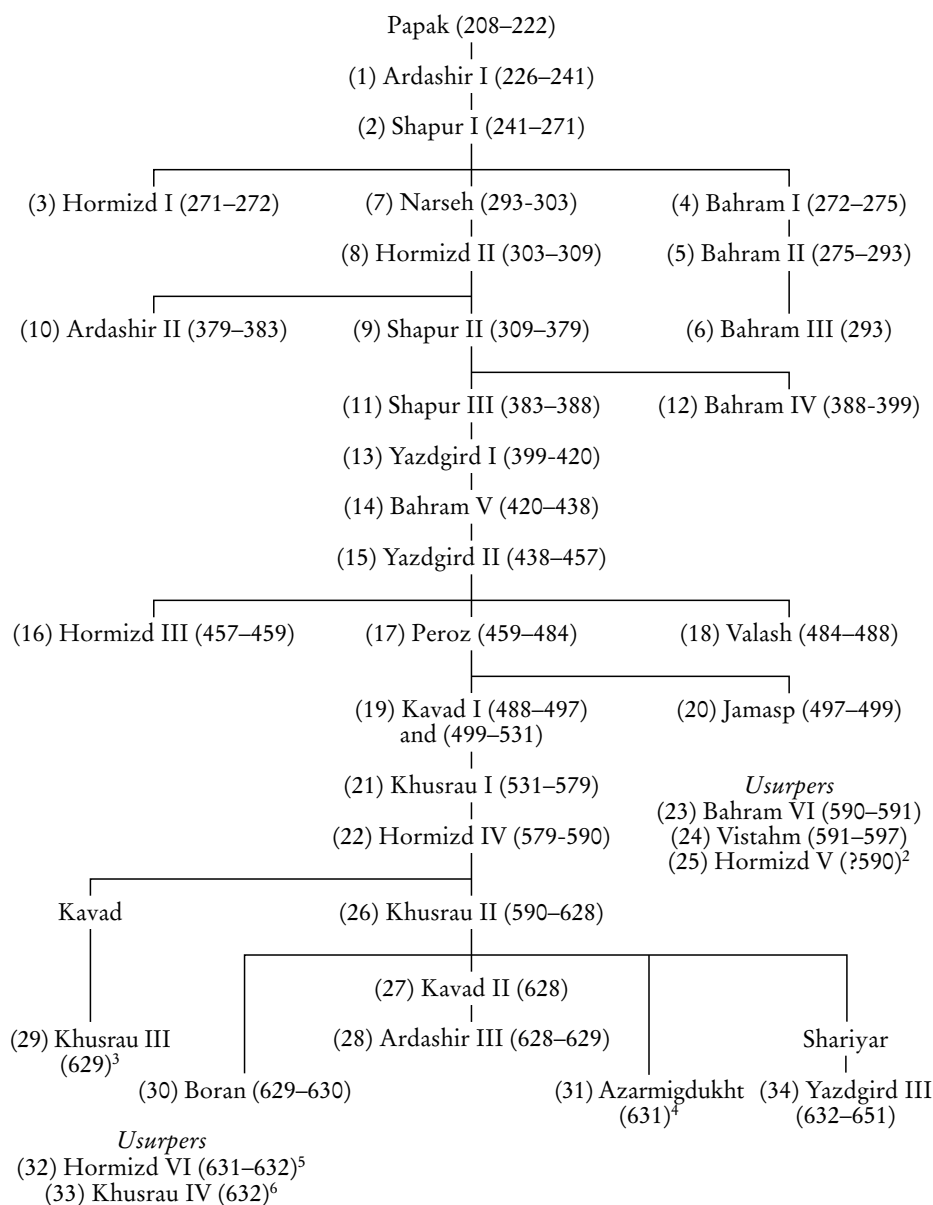 Papak (208–222)
(1) Ardashir I (226–241)
(2) Shapur I (241–271)
(3) Hormizd I (271–272)
(7) Narseh (293-303)
(4) Bahram I (272–275)
(8) Hormizd II (303–309)
(5) Bahram II (275–293)
(10) Ardashir II (379–383)
(9) Shapur II (309–379)
(6) Bahram III (293)
(11) Shapur III (383–388)
(12) Bahram IV (388-399)
(13) Yazdgird I (399-420)
(14) Bahram V (420–438)
(15) Yazdgird II (438–457)
(16) Hormizd III (457–459)
(17) Peroz (459–484)
(18) Valash (484–488)
(19) Kavad I (488–497)
and (499–531)
(20) Jamasp (497–499)
(21) Khusrau I (531–579)
(22) Hormizd IV (579-590)
Usurpers
(23) Bahram VI (590–591)
(24) Vistahm (591–597)
(25) Hormizd V (?590)²
Kavad
(26) Khusrau II (590–628)
(27) Kavad II (628)
(29) Khusrau III
(629)³
(28) Ardashir III (628–629)
Shariyar
(30) Boran (629–630)
(31) Azarmigdukht
(631)⁴
(34) Yazdgird III
(632–651)
Usurpers
(32) Hormizd VI (631–632)⁵
(33) Khusrau IV (632)⁶